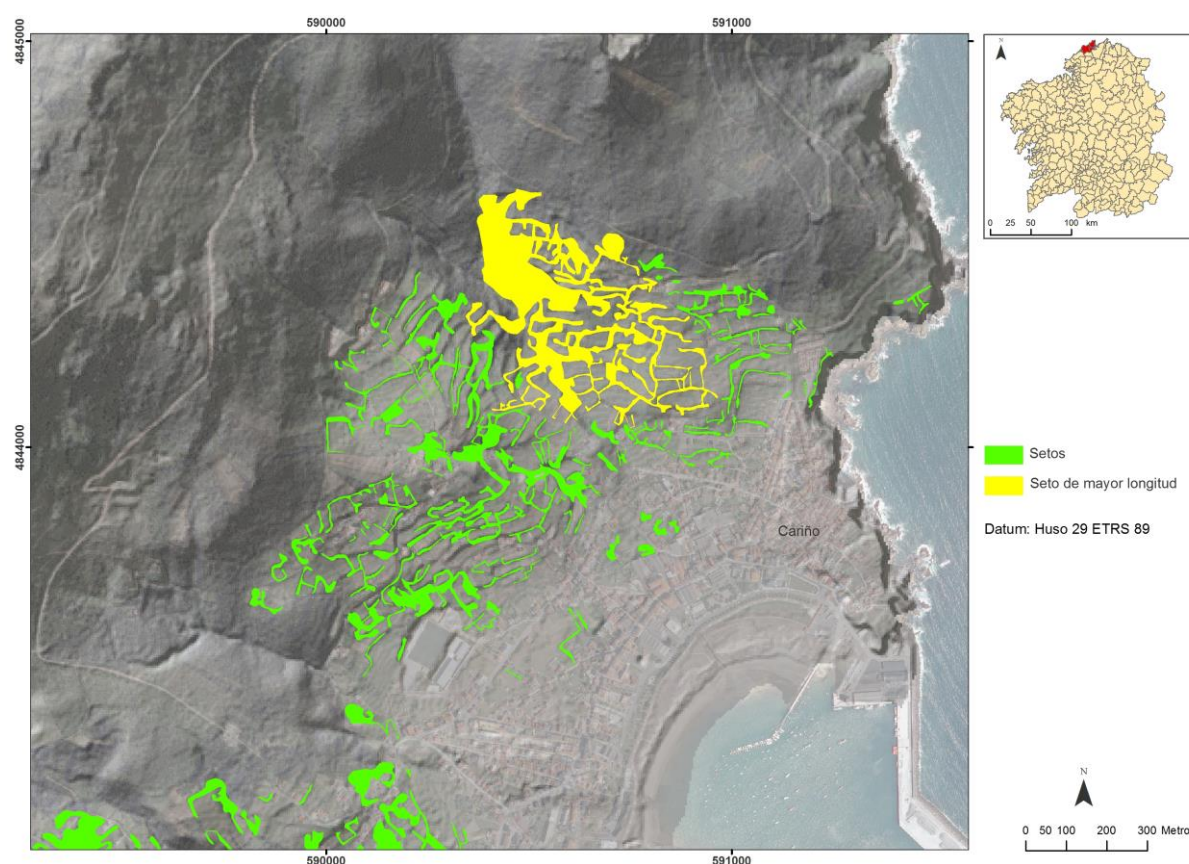 590000
591000
4845000
N
0 25 50 100 km
4844000
Setos
Seto de mayor longitud
Datum: Huso 29 ETRS 89
Cariño
N
0 50 100 200 300 Metro
590000
591000